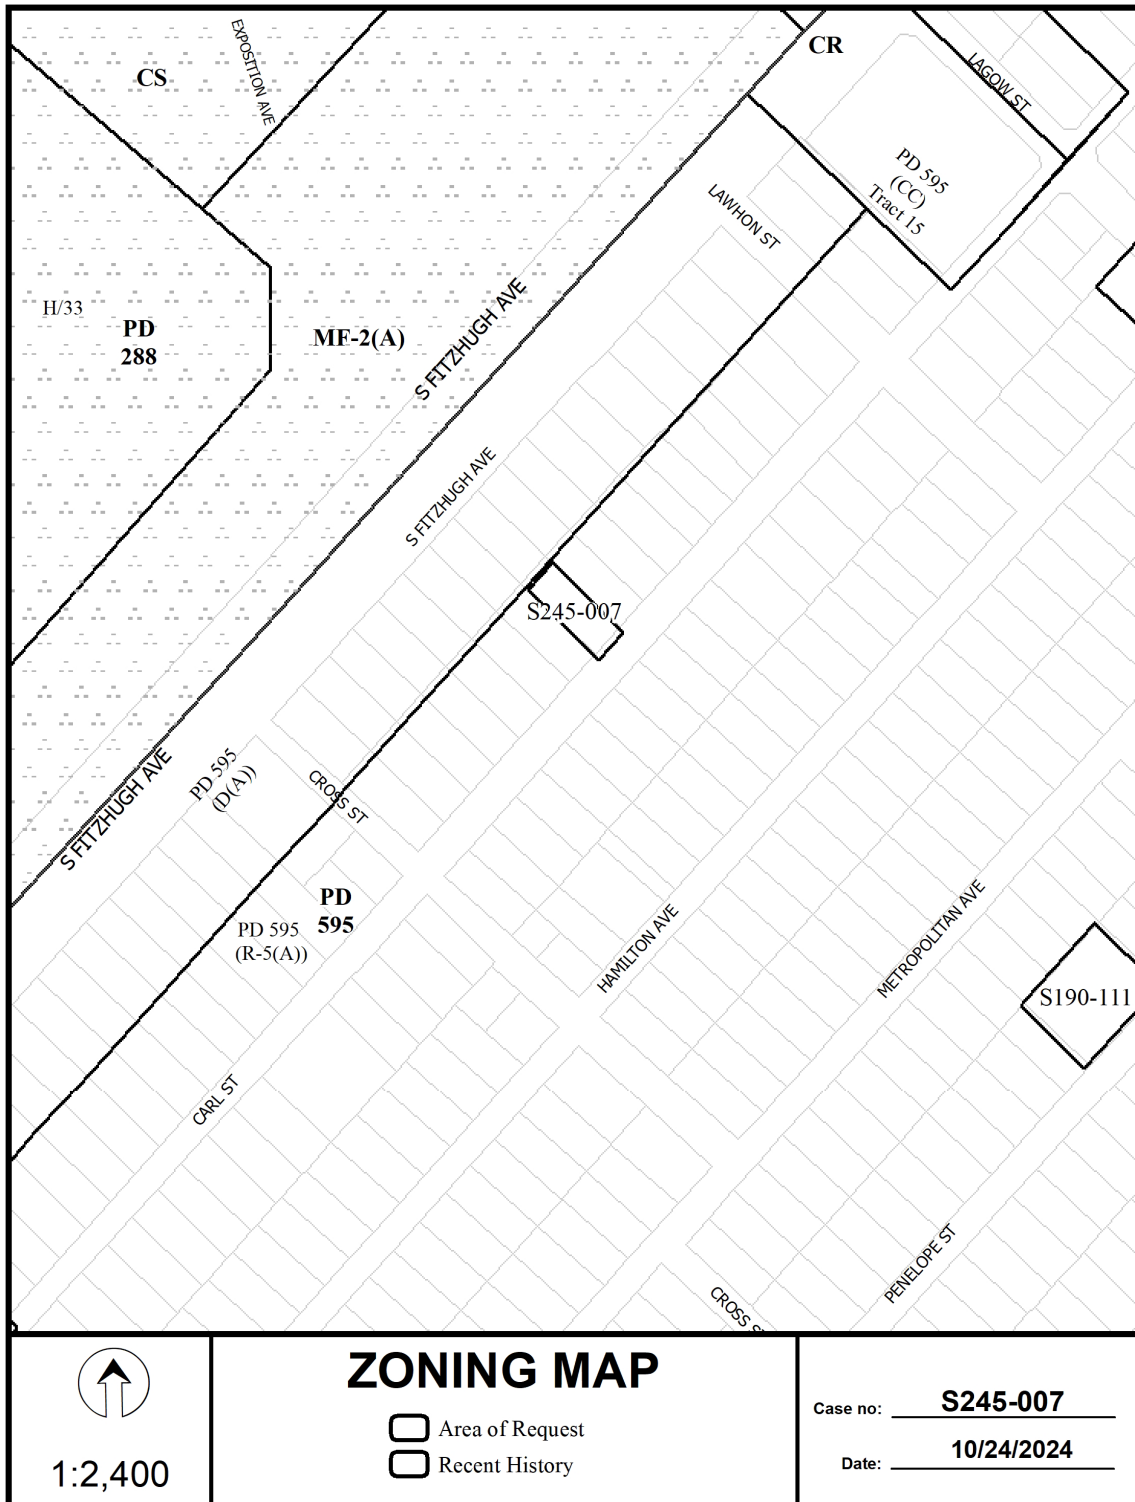 EXPOSITION AVE
CS
CR
LAGOW ST
PD 595
(CC)
Tract 15
LAWHON ST
H/33
PD
288
MF-2(A)
S FITZHUGH AVE
S FITZHUGH AVE
S245-007
S FITZHUGH AVE
PD 595
(D(A))
CROSS ST
PD
595
PD 595
(R-5(A))
HAMILTON AVE
METROPOLITAN AVE
S190-111
CARL ST
PENELOPE ST
CROSS S
ZONING MAP
Area of Request
Recent History
1:2,400
Case no: S245-007
Date: 10/24/2024